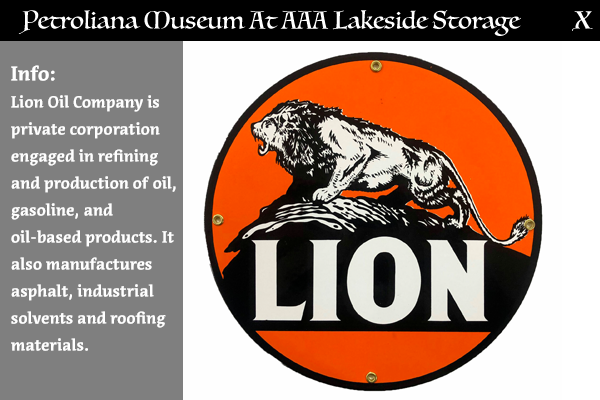 Petroliana Museum At AAA Lakeside Storage X
Info:
Lion Oil Company is
private corporation
engaged in refining
and production of oil,
gasoline, and
oil-based products. It
also manufactures
asphalt, industrial
solvents and roofing
materials.
LION